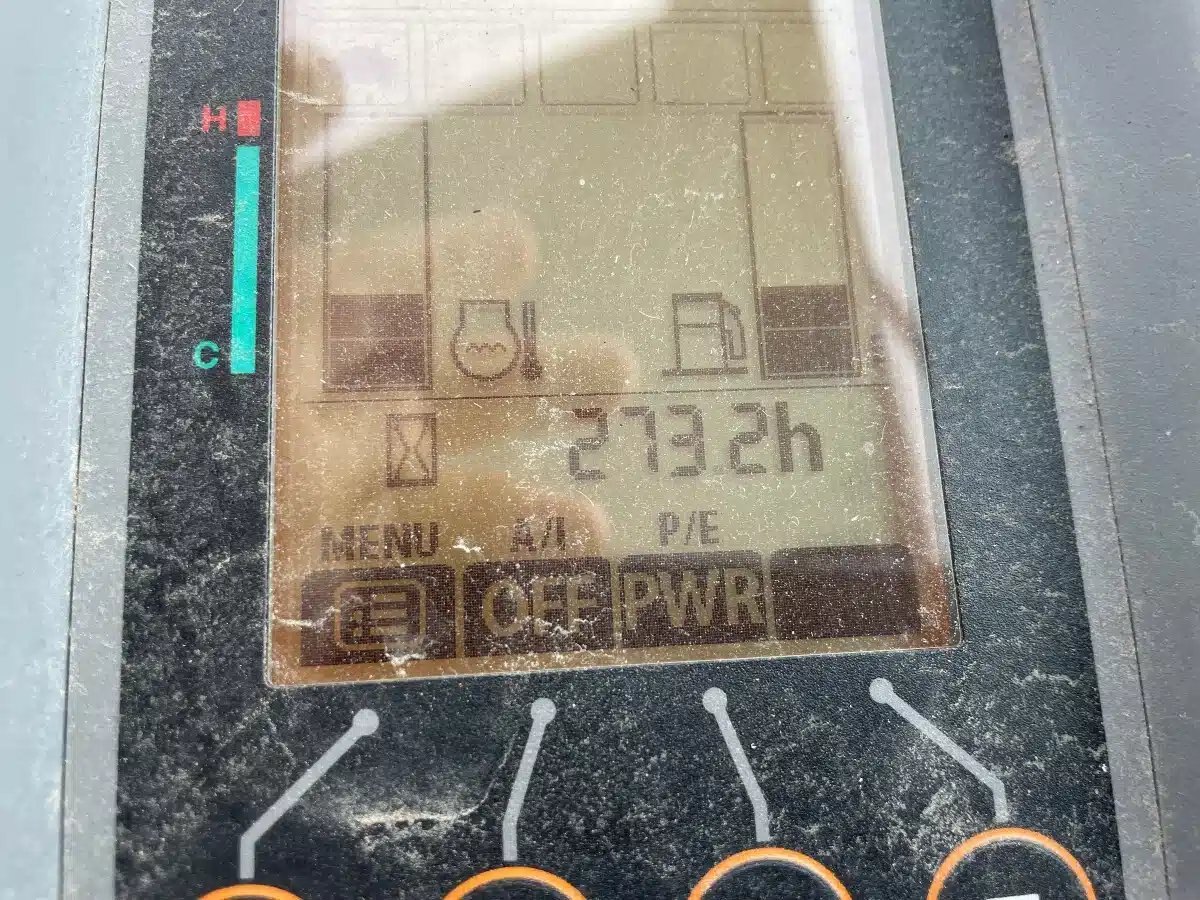 H
C
273.2h
MENU A/I P/E
OFF PWR